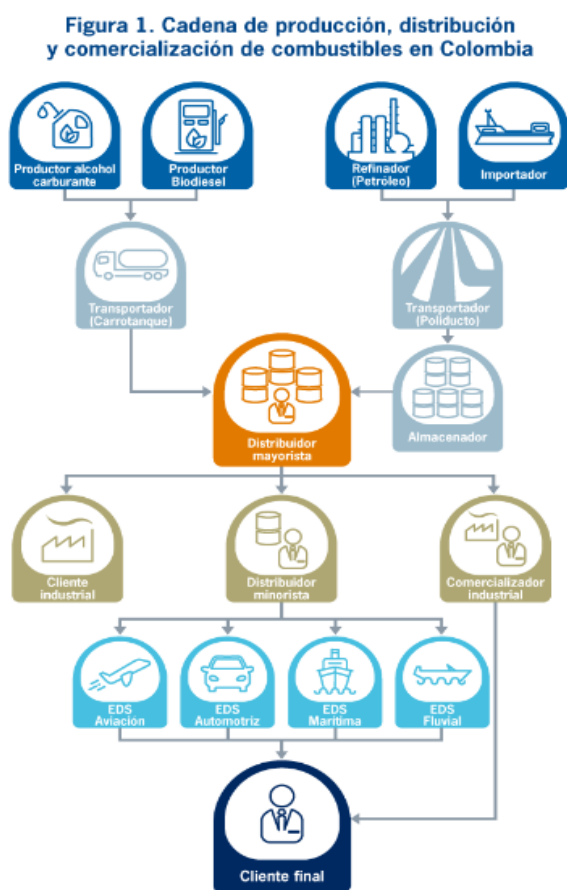 Figura 1. Cadena de producción, distribución
y comercialización de combustibles en Colombia
Productor alcohol
carburante
Productor
Biodiesel
Refinador
(Petróleo)
Importador
Transportador
(Carrotanque)
Transportador
(Poliducto)
Distribuidor
mayorista
Almacenador
Cliente
industrial
Distribuidor
minorista
Comercializador
industrial
EDS
Aviación
EDS
Automotriz
EDS
Marítima
EDS
Fluvial
Cliente final